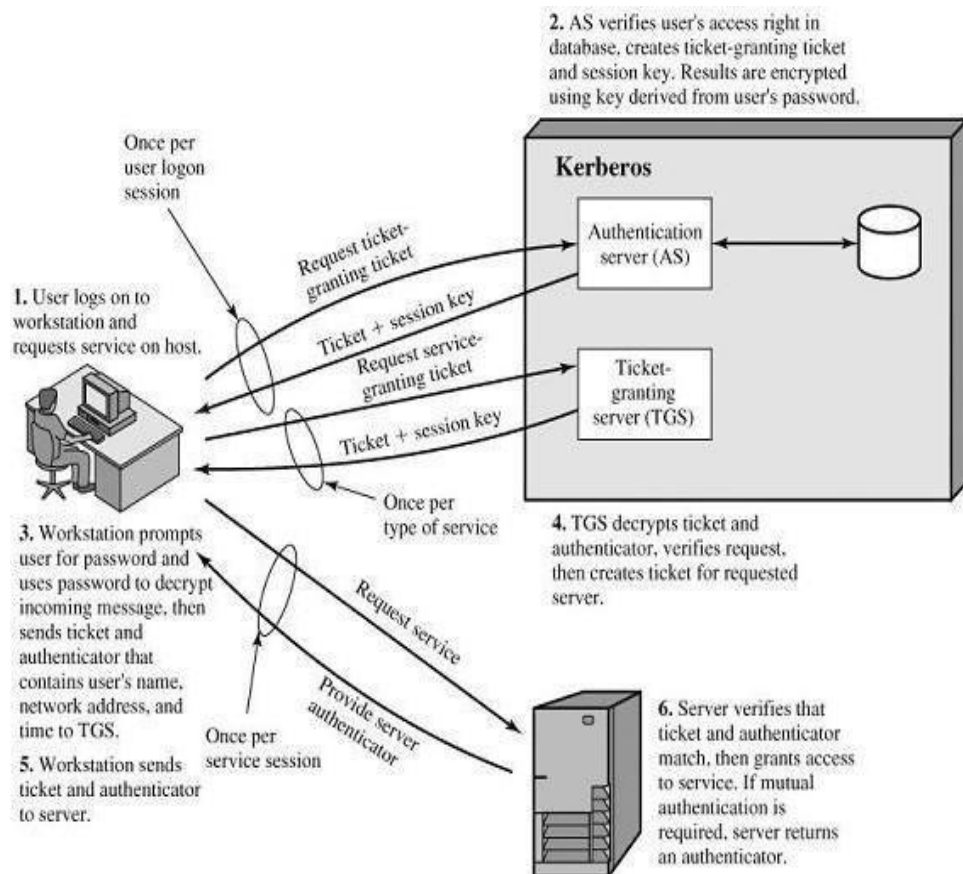 2. AS verifies user's access right in
database, creates ticket-granting ticket
and session key. Results are encrypted
using key derived from user's password.
Once per
user logon
session
Kerberos
Authentication
server (AS)
Request ticket-
granting ticket
1. User logs on to
workstation and
requests service on host.
Ticket + session key
Request service-
granting ticket
Ticket-
granting
server (TGS)
Ticket + session key
Once per
type of service
3. Workstation prompts
user for password and
uses password to decrypt
incoming message, then
sends ticket and
authenticator that
contains user's name,
network address, and
time to TGS.
4. TGS decrypts ticket and
authenticator, verifies request,
then creates ticket for requested
server.
Request service
Provide server
authenticator
Once per
service session
5. Workstation sends
ticket and authenticator
to server.
6. Server verifies that
ticket and authenticator
match, then grants access
to service. If mutual
authentication is
required, server returns
an authenticator.